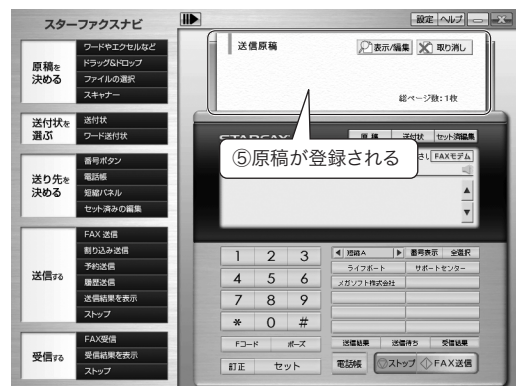 スターファクスナビ
設定 ヘルプ
原稿を決める
ワードやエクセルなど
ドラッグ&ドロップ
ファイルの選択
スキャナー
送付状を選ぶ
送付状
ワード送付状
送り先を決める
番号ボタン
電話帳
短縮パネル
セット済みの編集
送信する
FAX 送信
割り込み送信
予約送信
履歴送信
送信結果を表示
ストップ
受信する
FAX受信
受信結果を表示
ストップ
送信原稿
表示/編集 取り消し
総ページ数:1枚
原稿 送付状 セット済編集
さい FAXモデム
⑤原稿が登録される
1 2 3
4 5 6
7 8 9
* 0 #
Fコード ポーズ
訂正 セット
短縮A 番号表示 全選択
ライフボート サポートセンター
メガソフト株式会社
送信結果 送信待ち 受信結果
電話帳 ストップ FAX送信